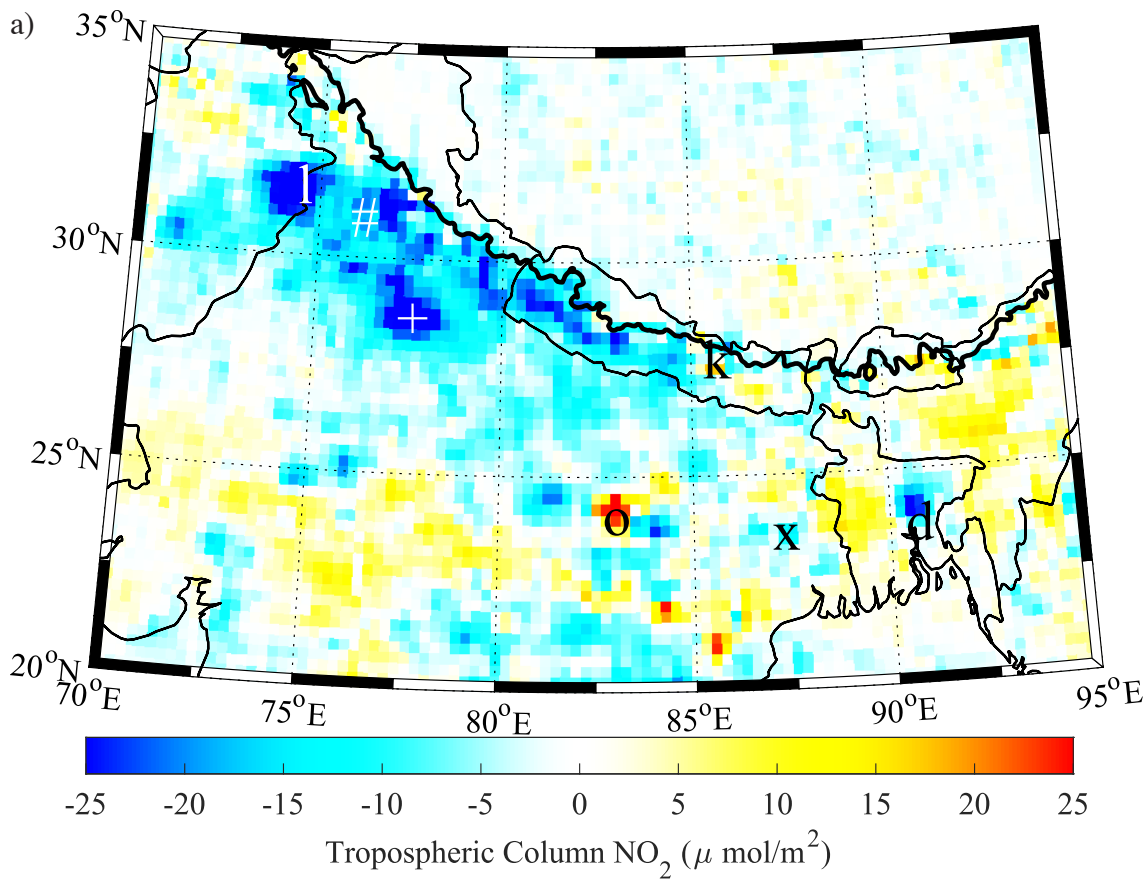 a)
35°N
30°N
25°N
20°N
l
#
+
k
o
x
d
70°E
75°E
80°E
85°E
90°E
95°E
-25 -20 -15 -10 -5 0 5 10 15 20 25
Tropospheric Column NO₂ (μ mol/m²)